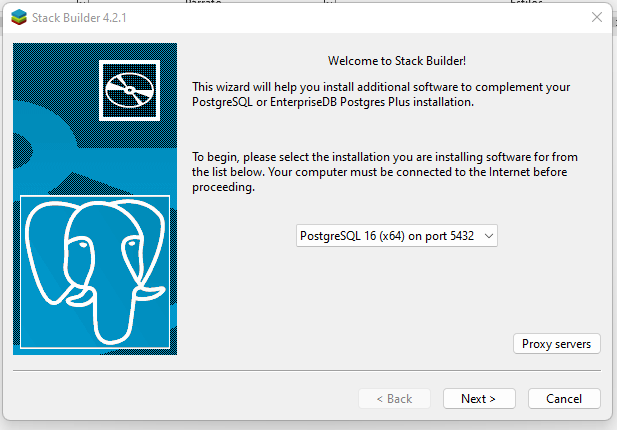 Stack Builder 4.2.1
Welcome to Stack Builder!
This wizard will help you install additional software to complement your
PostgreSQL or EnterpriseDB Postgres Plus installation.
To begin, please select the installation you are installing software for from
the list below. Your computer must be connected to the Internet before
proceeding.
PostgreSQL 16 (x64) on port 5432
Proxy servers
< Back
Next >
Cancel